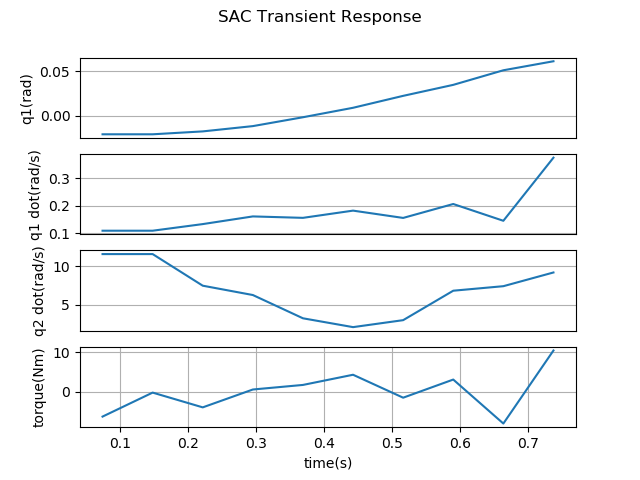 SAC Transient Response
q1(rad)
0.05
0.00
q1 dot(rad/s)
0.3
0.2
0.1
q2 dot(rad/s)
10
5
torque(Nm)
10
0
0.1 0.2 0.3 0.4 0.5 0.6 0.7
time(s)